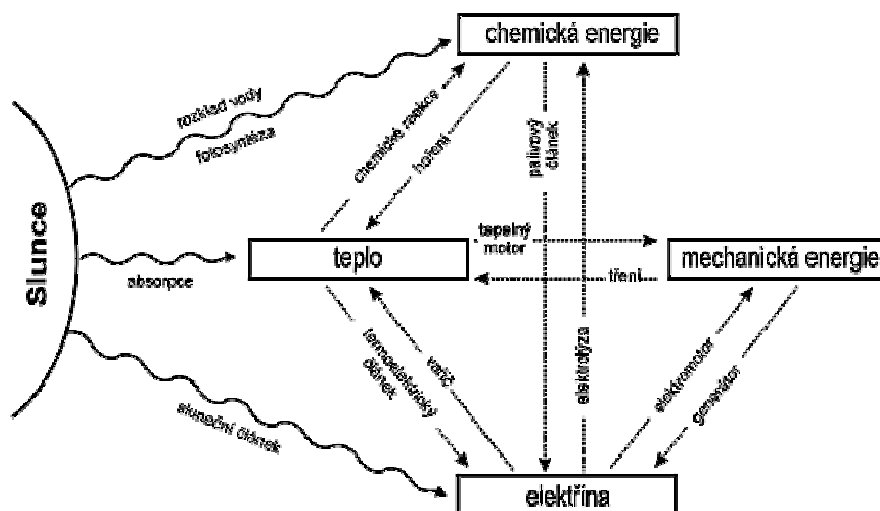 chemická energie
rozklad vody
fotosyntéza
chemické reakce
hoření
palivový
článek
Slunce
teplo
tepelný
motor
mechanická energie
absorpce
tření
termoelektrický
článek
vařič
elektrolýza
elektromotor
generátor
sluneční článek
elektřina